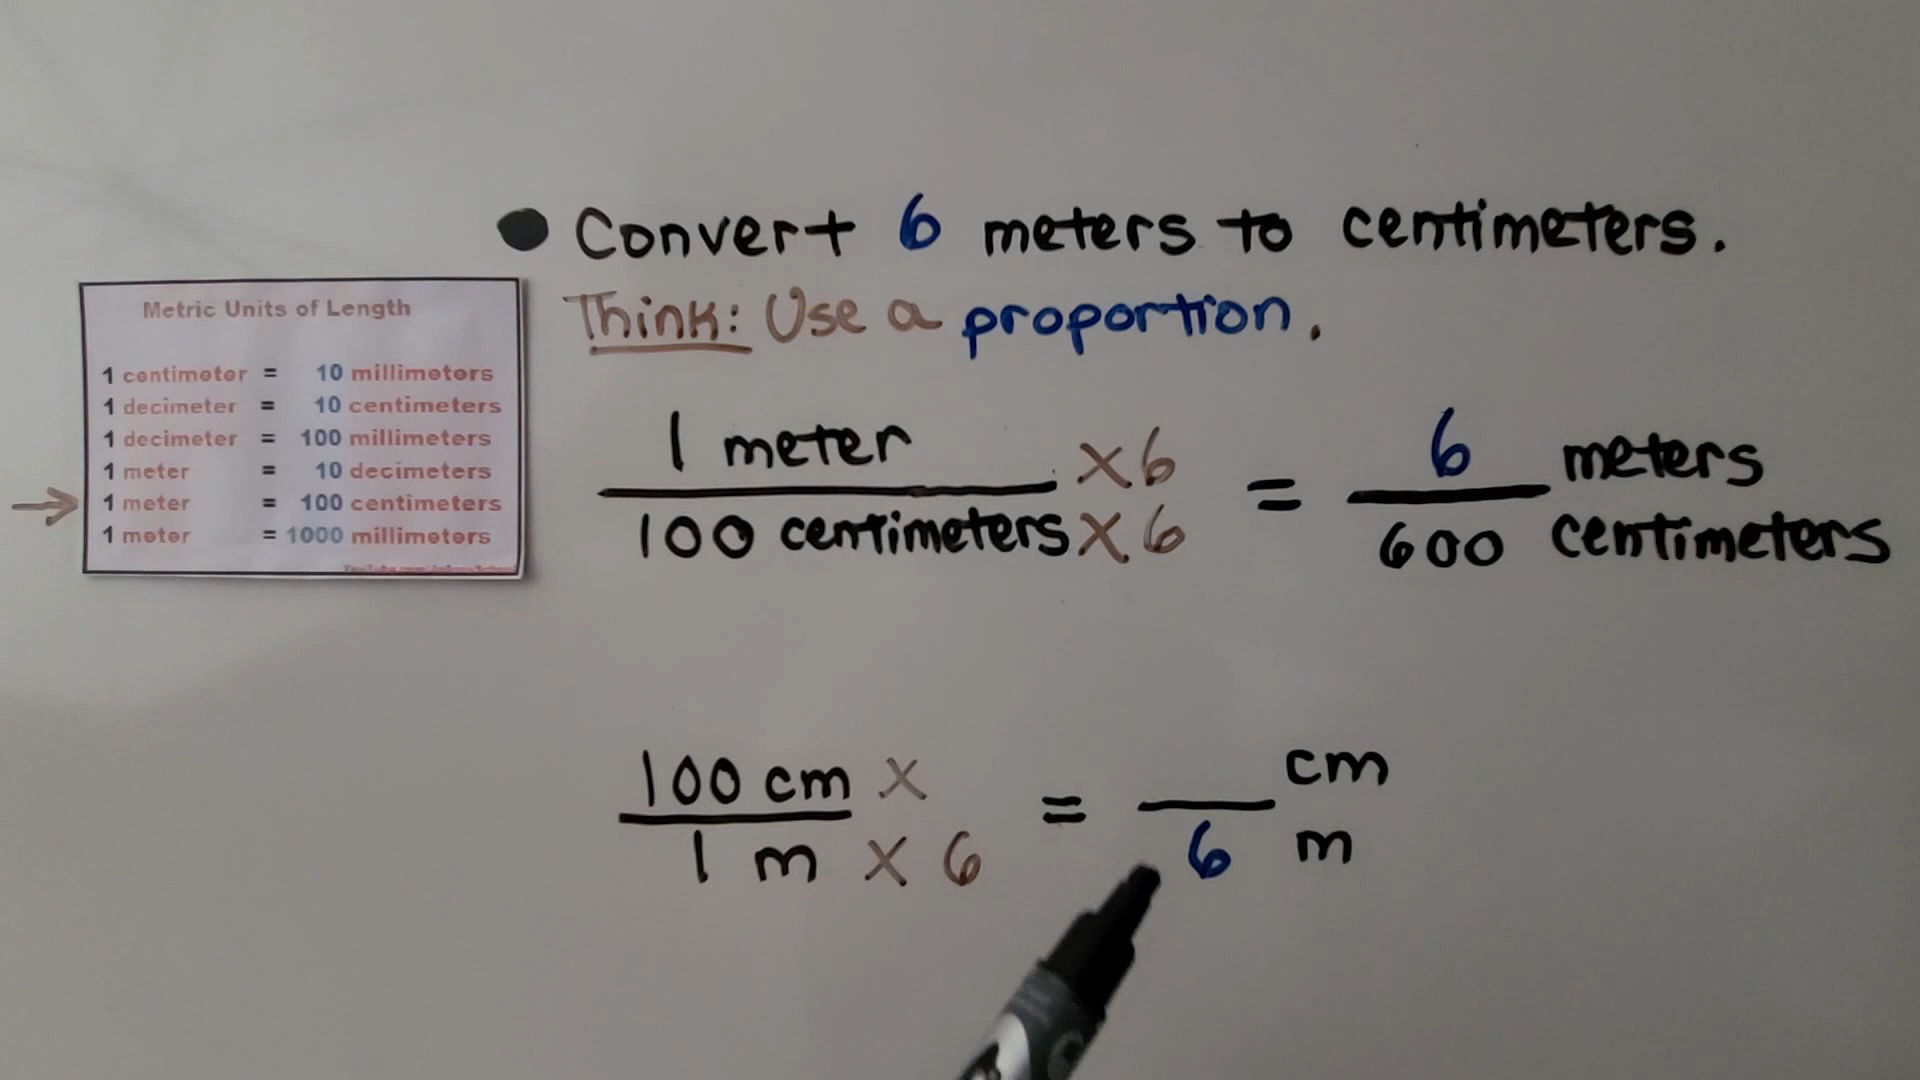 ● Convert 6 meters to centimeters.
Think: Use a proportion.
Metric Units of Length
1 centimeter = 10 millimeters
1 decimeter = 10 centimeters
1 decimeter = 100 millimeters
1 meter = 10 decimeters
→ 1 meter = 100 centimeters
1 meter = 1000 millimeters
1 meter x6 = 6 meters
100 centimeters x6 600 centimeters
100 cm x = cm
1 m x 6 6 m